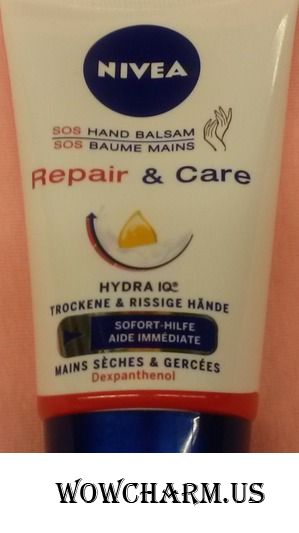 NIVEA
SOS HAND BALSAM
SOS BAUME MAINS
Repair & Care
HYDRA IQ®
TROCKENE & RISSIGE HÄNDE
SOFORT-HILFE
AIDE IMMÉDIATE
MAINS SÈCHES & GERCÉES
Dexpanthenol
WOWCHARM.US